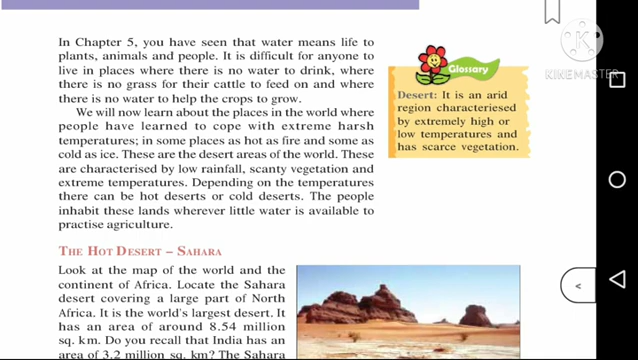 In Chapter 5, you have seen that water means life to
plants, animals and people. It is difficult for anyone to
live in places where there is no water to drink, where
there is no grass for their cattle to feed on and where
there is no water to help the crops to grow.
We will now learn about the places in the world where
people have learned to cope with extreme harsh
temperatures; in some places as hot as fire and some as
cold as ice. These are the desert areas of the world. These
are characterised by low rainfall, scanty vegetation and
extreme temperatures. Depending on the temperatures
there can be hot deserts or cold deserts. The people
inhabit these lands wherever little water is available to
practise agriculture.
Glossary
Desert: It is an arid
region characteriesed
by extremely high or
low temperatures and
has scarce vegetation.
THE HOT DESERT – SAHARA
Look at the map of the world and the
continent of Africa. Locate the Sahara
desert covering a large part of North
Africa. It is the world's largest desert. It
has an area of around 8.54 million
sq. km. Do you recall that India has an
area of 3.2 million sq. km? The Sahara
KINEMASTER